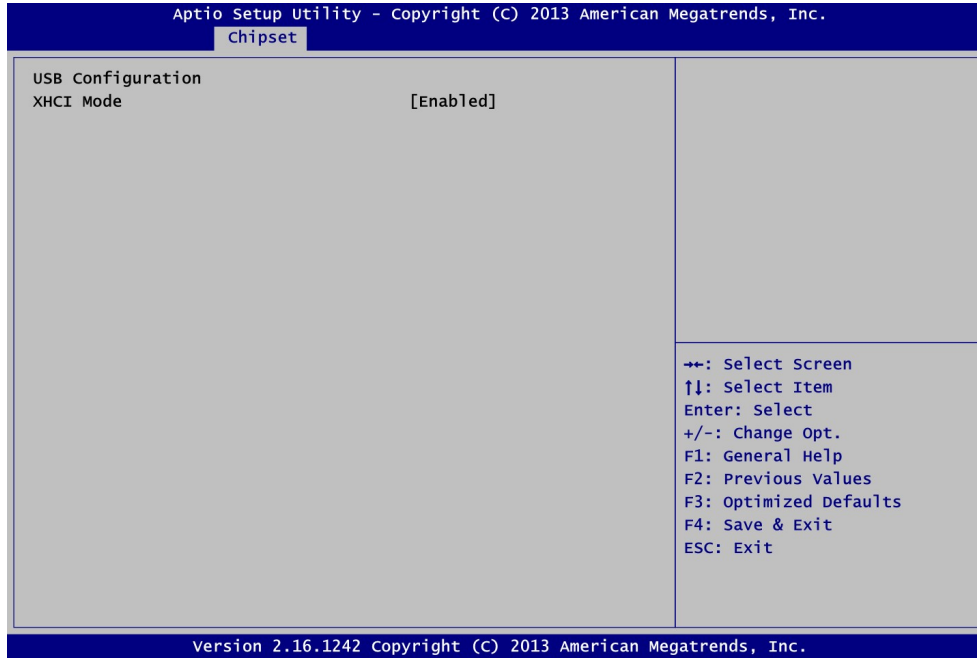 Aptio Setup Utility – Copyright (C) 2013 American Megatrends, Inc.
Chipset
USB Configuration
XHCI Mode [Enabled]
→←: Select Screen
↑↓: Select Item
Enter: Select
+/-: Change Opt.
F1: General Help
F2: Previous Values
F3: Optimized Defaults
F4: Save & Exit
ESC: Exit
Version 2.16.1242 Copyright (C) 2013 American Megatrends, Inc.